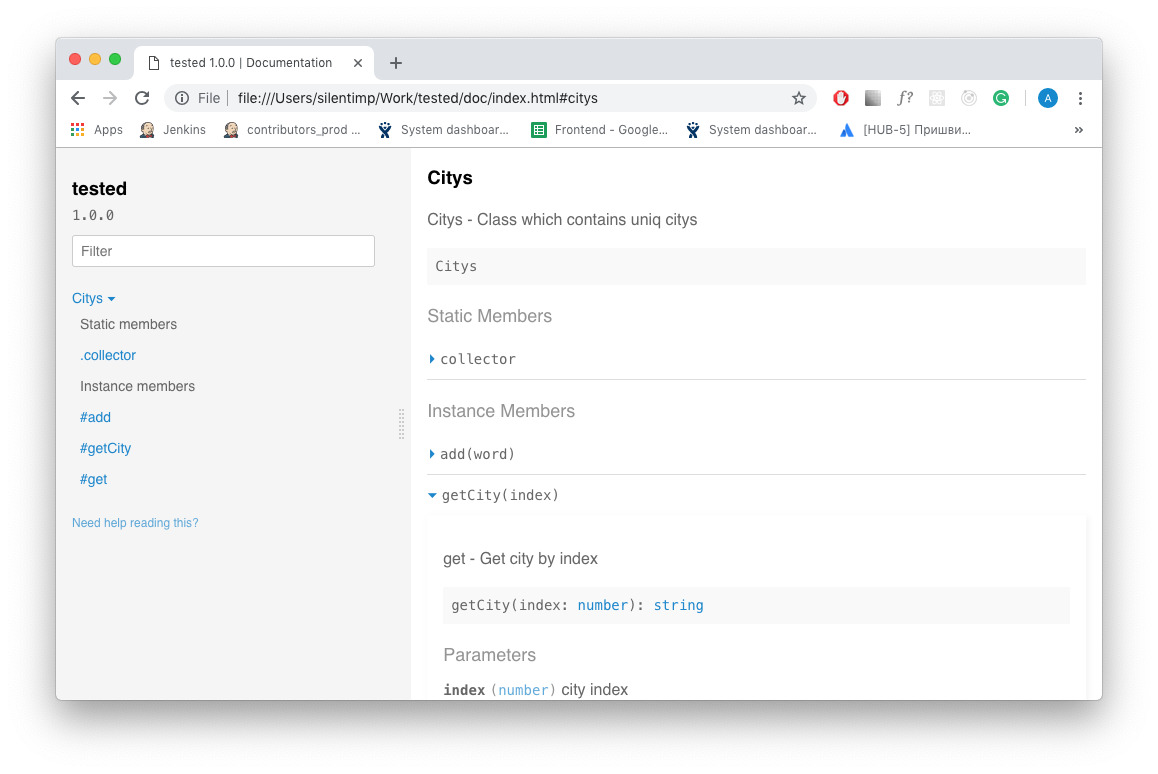 tested 1.0.0 | Documentation
File file:///Users/silentimp/Work/tested/doc/index.html#citys
f?
A
Apps Jenkins contributors_prod ... System dashboar... Frontend - Google... System dashboar... [HUB-5] Пришви... »
tested
1.0.0
Filter
Citys
Static members
.collector
Instance members
#add
#getCity
#get
Need help reading this?
Citys
Citys - Class which contains uniq citys
Citys
Static Members
collector
Instance Members
add(word)
getCity(index)
get - Get city by index
getCity(index: number): string
Parameters
index (number) city index